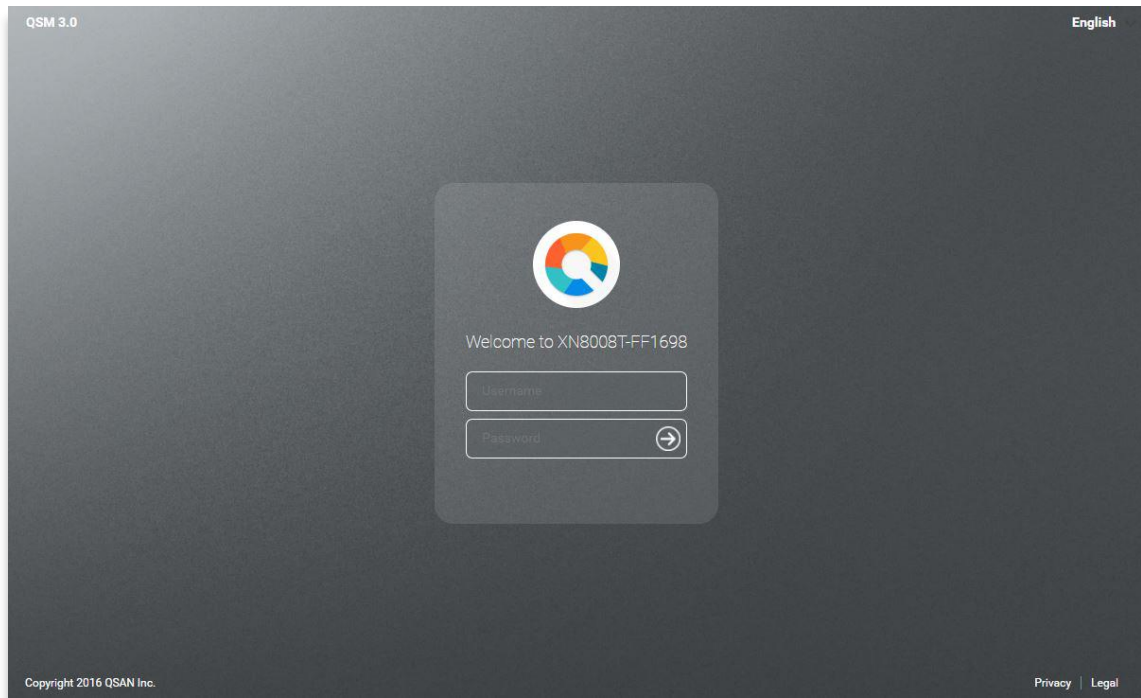 QSM 3.0
English
Welcome to XN8008T-FF1698
Username
Password
Copyright 2016 QSAN Inc.
Privacy | Legal